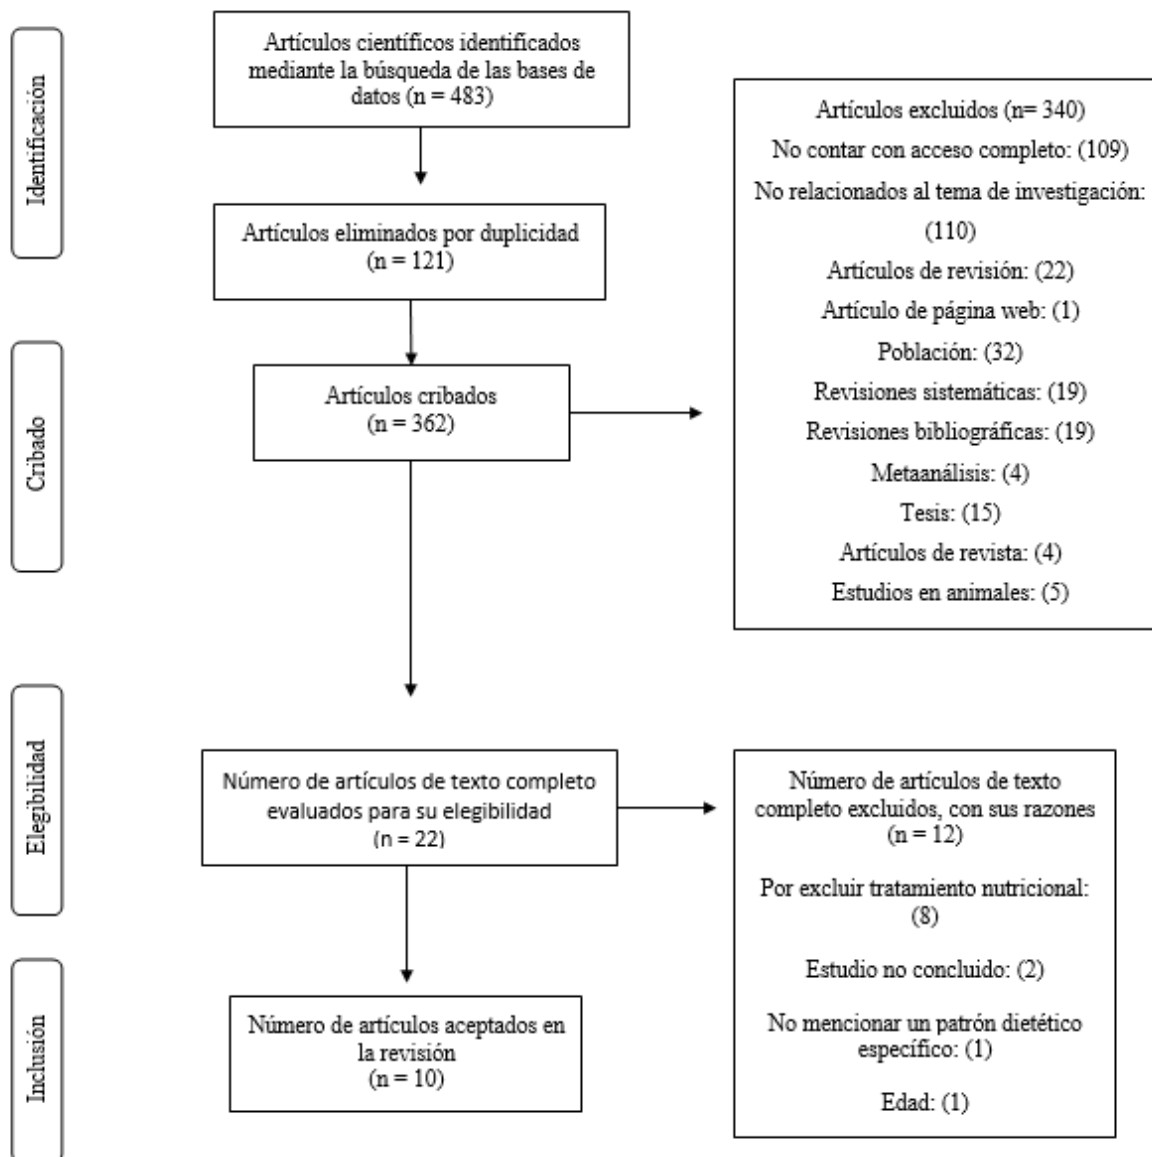 Identificación
Artículos científicos identificados
mediante la búsqueda de las bases de
datos (n = 483)
Artículos eliminados por duplicidad
(n = 121)
Artículos excluidos (n= 340)
No contar con acceso completo: (109)
No relacionados al tema de investigación:
(110)
Artículos de revisión: (22)
Artículo de página web: (1)
Población: (32)
Revisiones sistemáticas: (19)
Revisiones bibliográficas: (19)
Metaanálisis: (4)
Tesis: (15)
Artículos de revista: (4)
Estudios en animales: (5)
Cribado
Artículos cribados
(n = 362)
Elegibilidad
Número de artículos de texto completo
evaluados para su elegibilidad
(n = 22)
Número de artículos de texto
completo excluidos, con sus razones
(n = 12)
Por excluir tratamiento nutricional:
(8)
Estudio no concluido: (2)
No mencionar un patrón dietético
específico: (1)
Edad: (1)
Inclusión
Número de artículos aceptados en
la revisión
(n = 10)